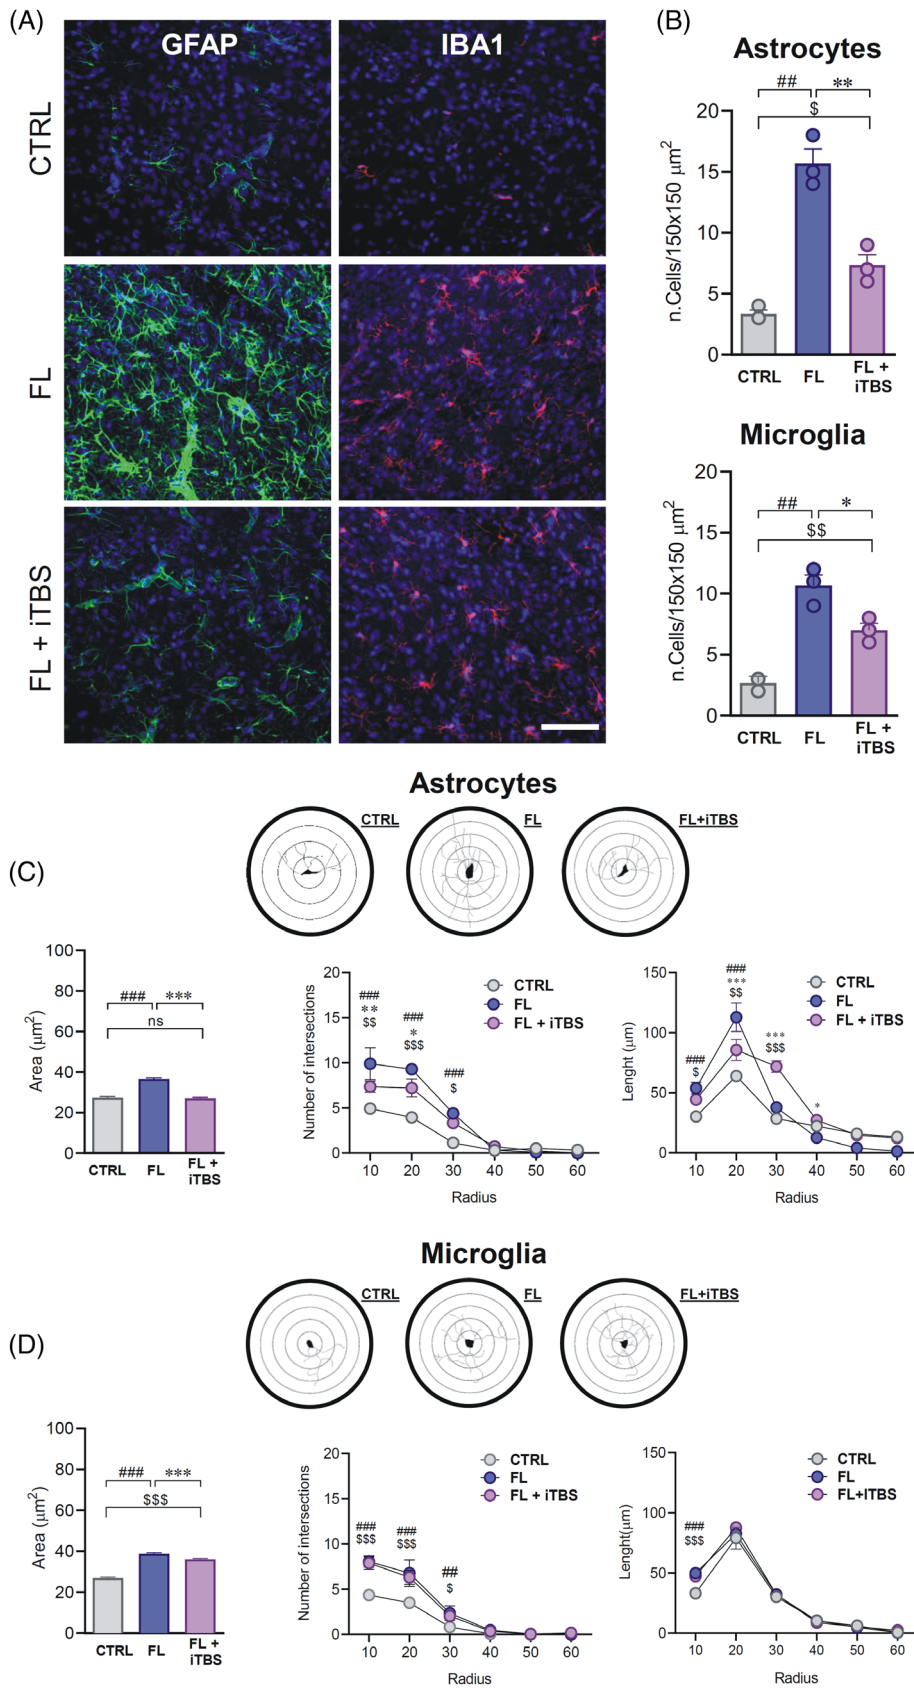 (A)
GFAP
IBA1
CTRL
FL
FL + iTBS
(B)
Astrocytes
##
**
$
20
15
10
5
0
n.Cells/150x150 μm²
CTRL
FL
FL +
iTBS
Microglia
##
*
$$
20
15
10
5
0
n.Cells/150x150 μm²
CTRL
FL
FL +
iTBS
Astrocytes
(C)
CTRL
FL
FL+iTBS
100
80
60
40
20
0
Area (μm²)
###
***
ns
CTRL
FL
FL +
iTBS
20
15
10
5
0
Number of intersections
CTRL
FL
FL + iTBS
###
**
$$
###
*
$$$
###
$
10 20 30 40 50 60
Radius
150
100
50
0
Lenght (μm)
CTRL
FL
FL + iTBS
###
$
###
***
$$
***
$$$
*
10 20 30 40 50 60
Radius
Microglia
(D)
CTRL
FL
FL+iTBS
100
80
60
40
20
0
Area (μm²)
###
***
$$$
CTRL
FL
FL +
iTBS
20
15
10
5
0
Number of intersections
CTRL
FL
FL + iTBS
###
$$$
###
$$$
##
$
10 20 30 40 50 60
Radius
150
100
50
0
Lenght(μm)
CTRL
FL
FL+ITBS
###
$$$
10 20 30 40 50 60
Radius